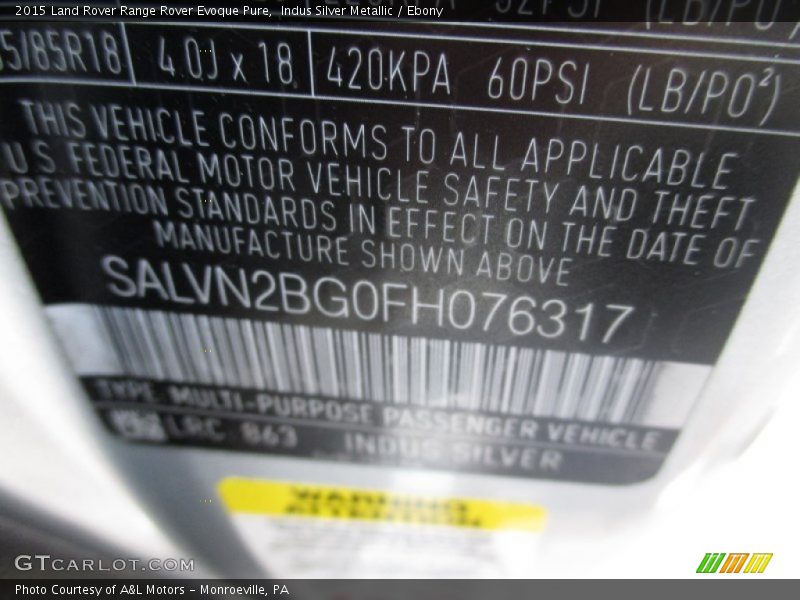 2015 Land Rover Range Rover Evoque Pure, Indus Silver Metallic / Ebony
5/85R18 4.0J x 18 420KPA 60PSI (LB/PO²)
THIS VEHICLE CONFORMS TO ALL APPLICABLE
U.S. FEDERAL MOTOR VEHICLE SAFETY AND THEFT
PREVENTION STANDARDS IN EFFECT ON THE DATE OF
MANUFACTURE SHOWN ABOVE
SALVN2BG0FH076317
TYPE MULTI-PURPOSE PASSENGER VEHICLE
LRC 863 INDUS SILVER
WARNING
GTCARLOT.COM
Photo Courtesy of A&L Motors - Monroeville, PA